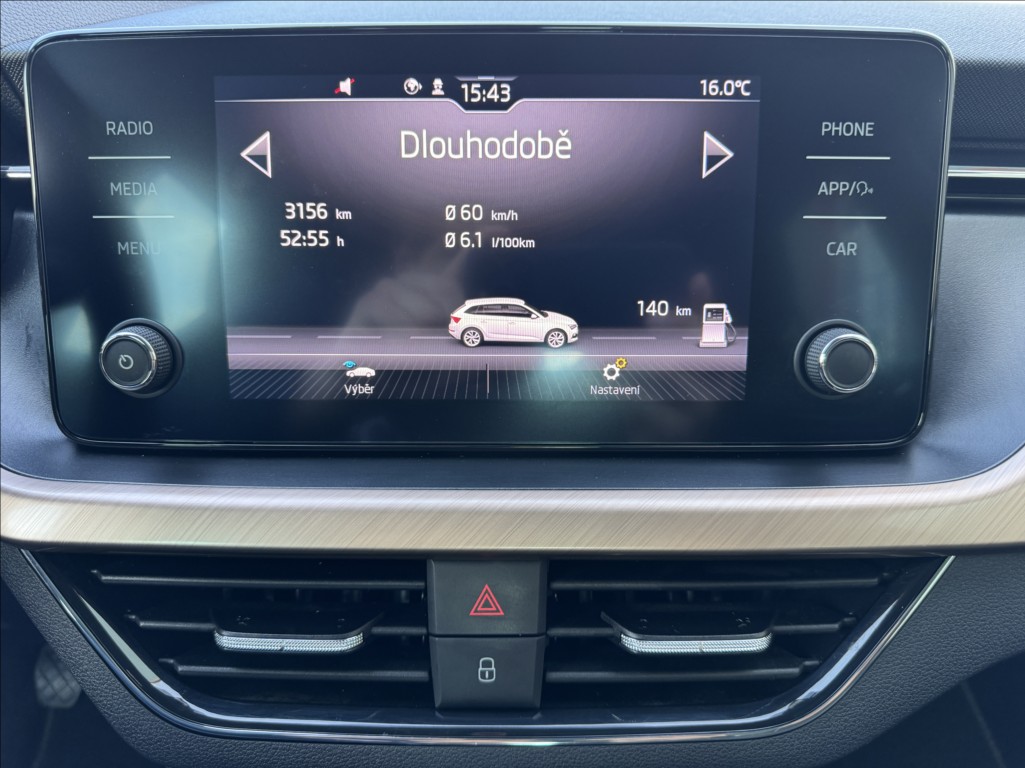 15:43
16.0°C
RADIO
MEDIA
MENU
Dlouhodobě
3156 km
52:55 h
Ø 60 km/h
Ø 6.1 l/100km
140 km
Výběr
Nastavení
PHONE
APP/
CAR